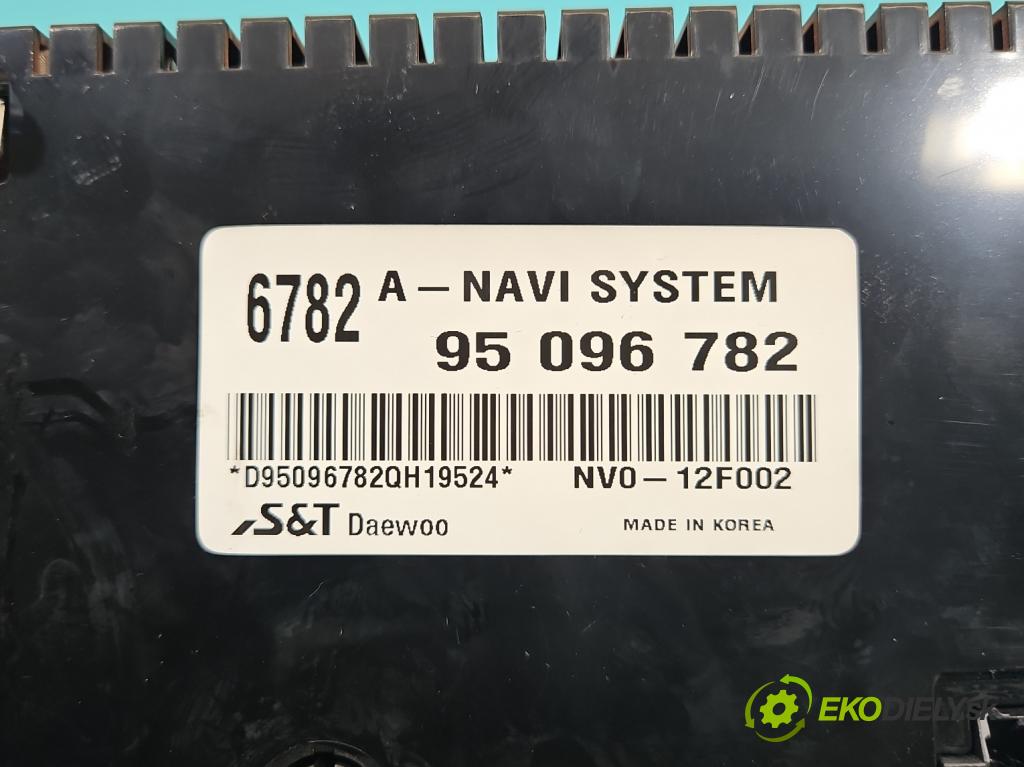 6782 A – NAVI SYSTEM
95 096 782
*D95096782QH19524* NV0 – 12F002
S&T Daewoo MADE IN KOREA
EKODIELY.SK